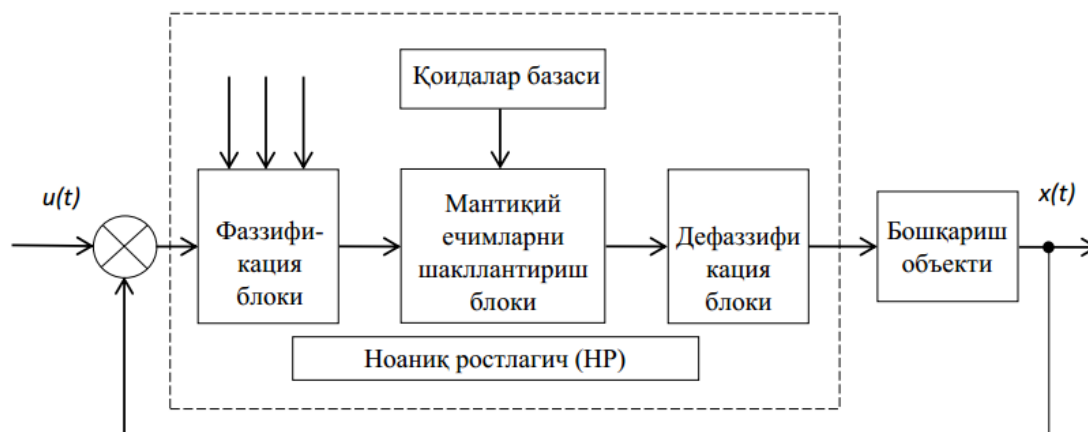 Қоидалар базаси
u(t)
Фаззифи-
кация
блоки
Мантиқий
ечимларни
шакллантириш
блоки
Дефаззифи
кация
блоки
Бошқариш
объекти
x(t)
Ноаниқ ростлагич (НР)